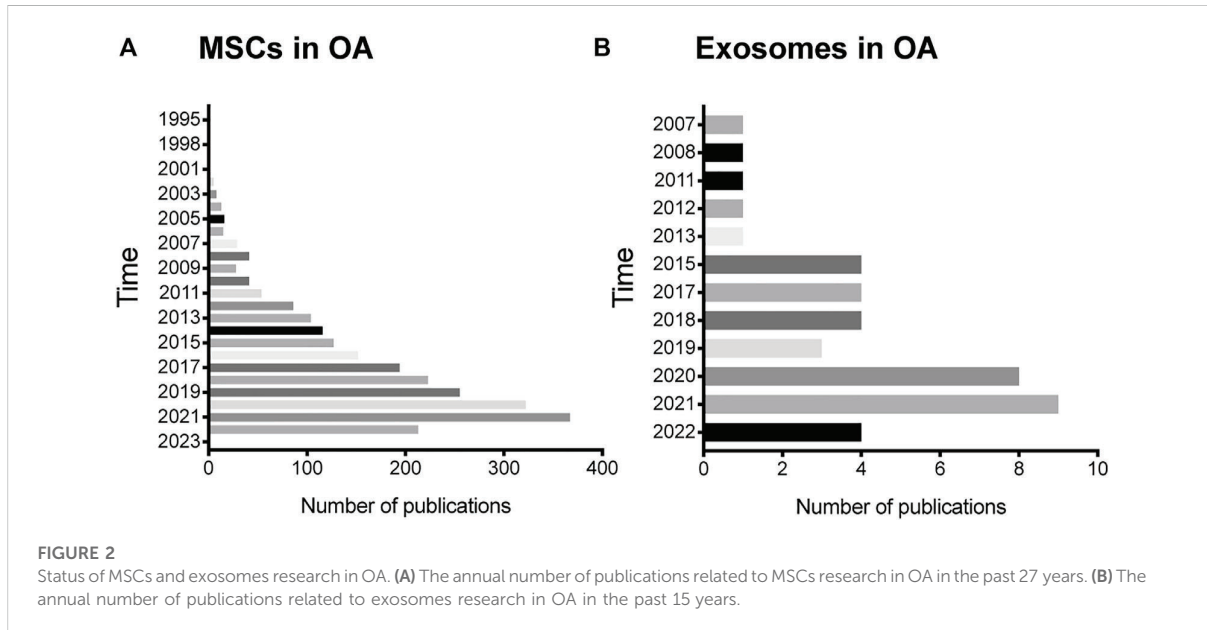 A MSCs in OA
1995
1998
2001
2003
2005
2007
2009
2011
2013
2015
2017
2019
2021
2023
Time
0 100 200 300 400
Number of publications
B Exosomes in OA
2007
2008
2011
2012
2013
2015
2017
2018
2019
2020
2021
2022
Time
0 2 4 6 8 10
Number of publications
FIGURE 2
Status of MSCs and exosomes research in OA. (A) The annual number of publications related to MSCs research in OA in the past 27 years. (B) The
annual number of publications related to exosomes research in OA in the past 15 years.